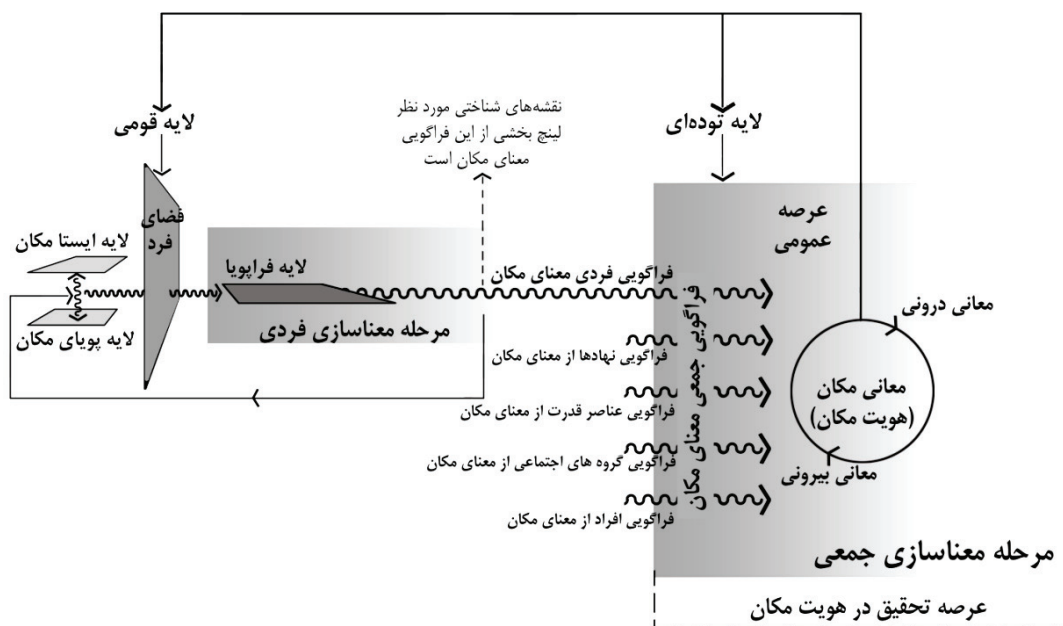 نقشه‌های شناختی مورد نظر
لینچ بخشی از این فراگویی
معنای مکان است
لایه توده‌ای
لایه قومی
عرصه
عمومی
فضای
فرد
لایه ایستا مکان
لایه پویای مکان
لایه فراپویا
مرحله معناسازی فردی
فراگویی فردی معنای مکان
فراگویی نهادها از معنای مکان
فراگویی عناصر قدرت از معنای مکان
فراگویی گروه های اجتماعی از معنای مکان
فراگویی افراد از معنای مکان
فراگویی جمعی معنای مکان
معانی درونی
معانی مکان
(هویت مکان)
معانی بیرونی
مرحله معناسازی جمعی
عرصه تحقیق در هویت مکان